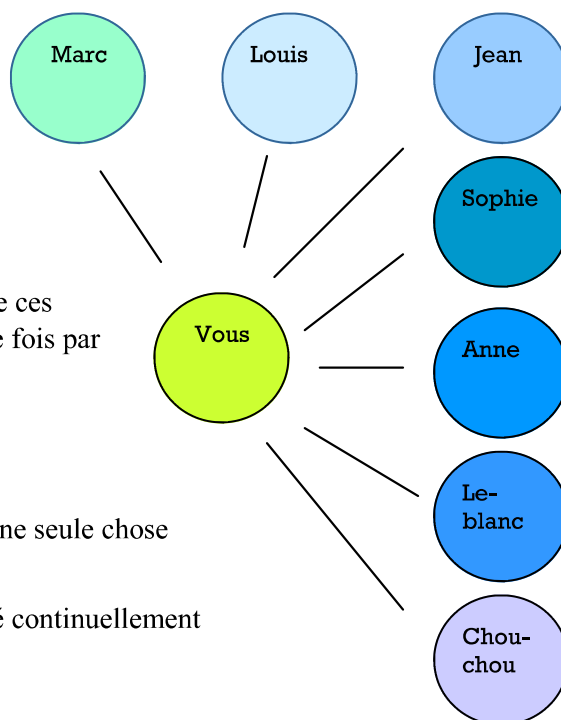 Marc
Louis
Jean
Sophie
e ces
e fois par
Vous
Anne
Le-
blanc
ne seule chose
é continuellement
Chou-
chou